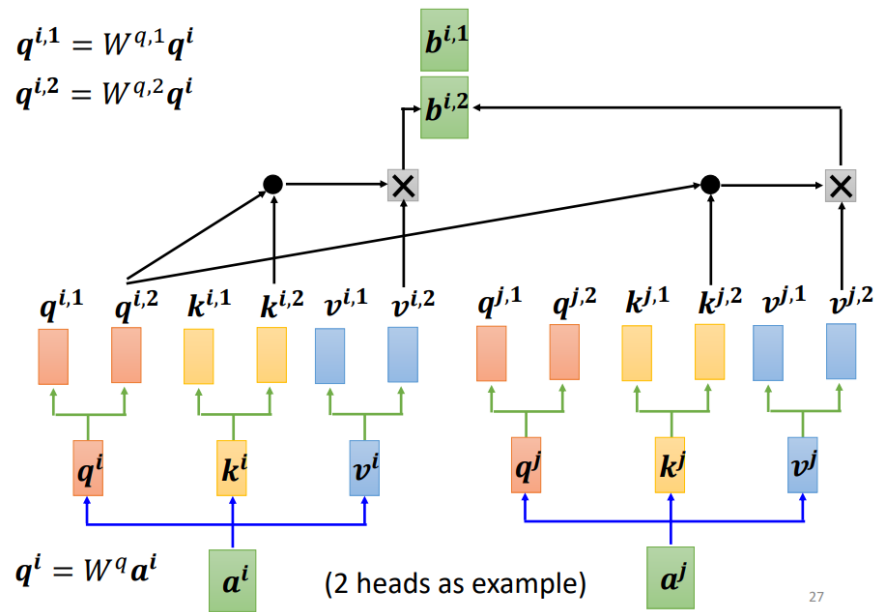 𝒒^{i,1} = W^{q,1}𝒒^i
𝒒^{i,2} = W^{q,2}𝒒^i
b^{i,1}
b^{i,2}
q^{i,1} q^{i,2} k^{i,1} k^{i,2} v^{i,1} v^{i,2} q^{j,1} q^{j,2} k^{j,1} k^{j,2} v^{j,1} v^{j,2}
q^i k^i v^i q^j k^j v^j
q^i = W^q a^i
a^i (2 heads as example) a^j
27